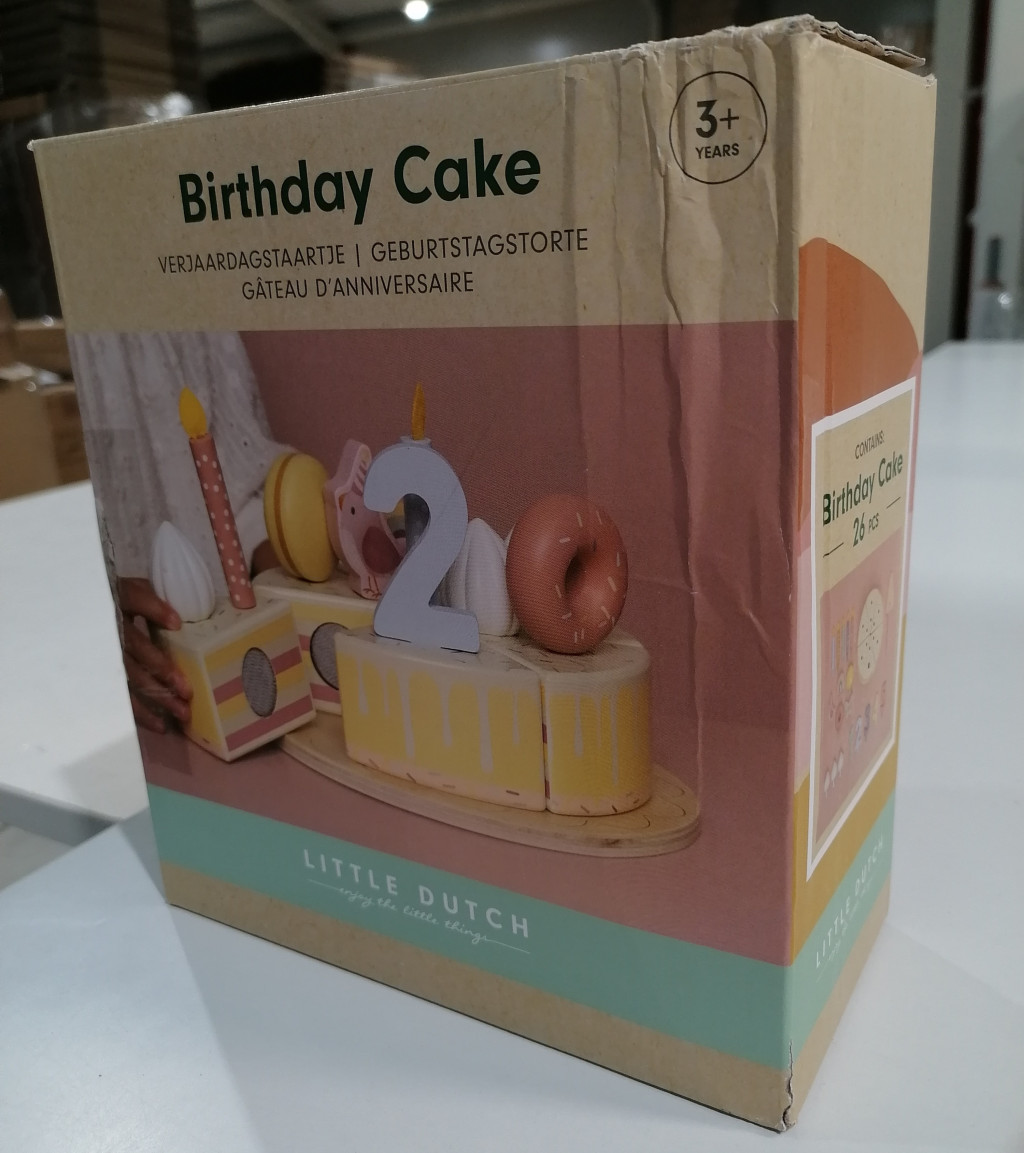 3+
YEARS
Birthday Cake
VERJAARDAGSTAARTJE | GEBURTSTAGSTORTE
GÂTEAU D'ANNIVERSAIRE
2
LITTLE DUTCH
enjoy the little things
CONTAINS:
Birthday Cake
26 PCS
LITTLE DUTCH